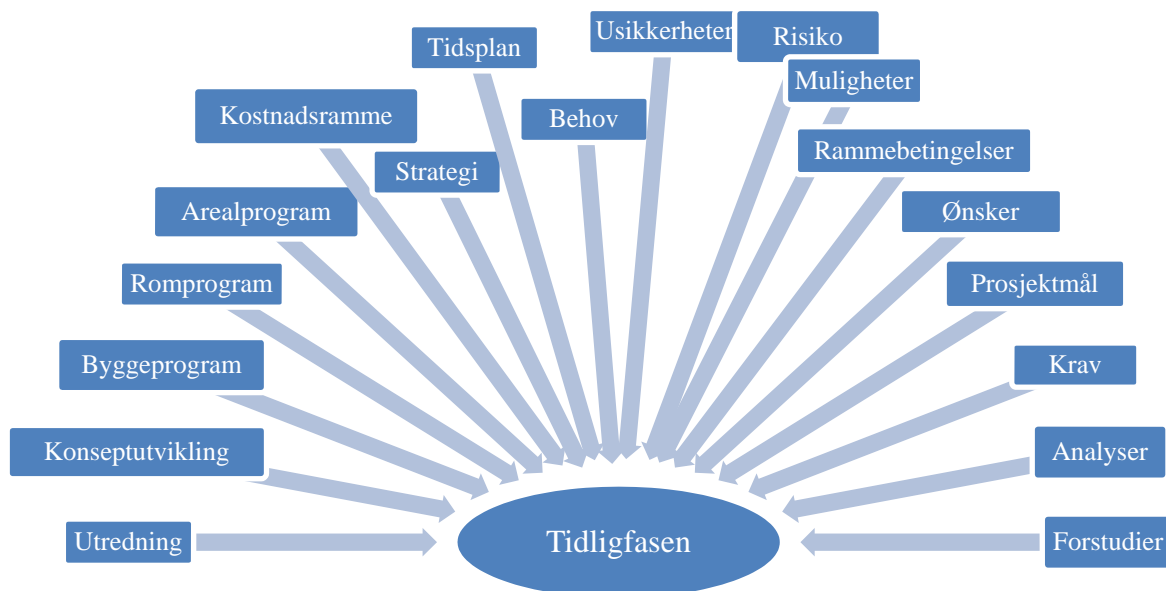 Usikkerheter
Risiko
Tidsplan
Muligheter
Kostnadsramme
Behov
Rammebetingelser
Strategi
Arealprogram
Ønsker
Romprogram
Prosjektmål
Byggeprogram
Krav
Konseptutvikling
Analyser
Utredning
Tidligfasen
Forstudier